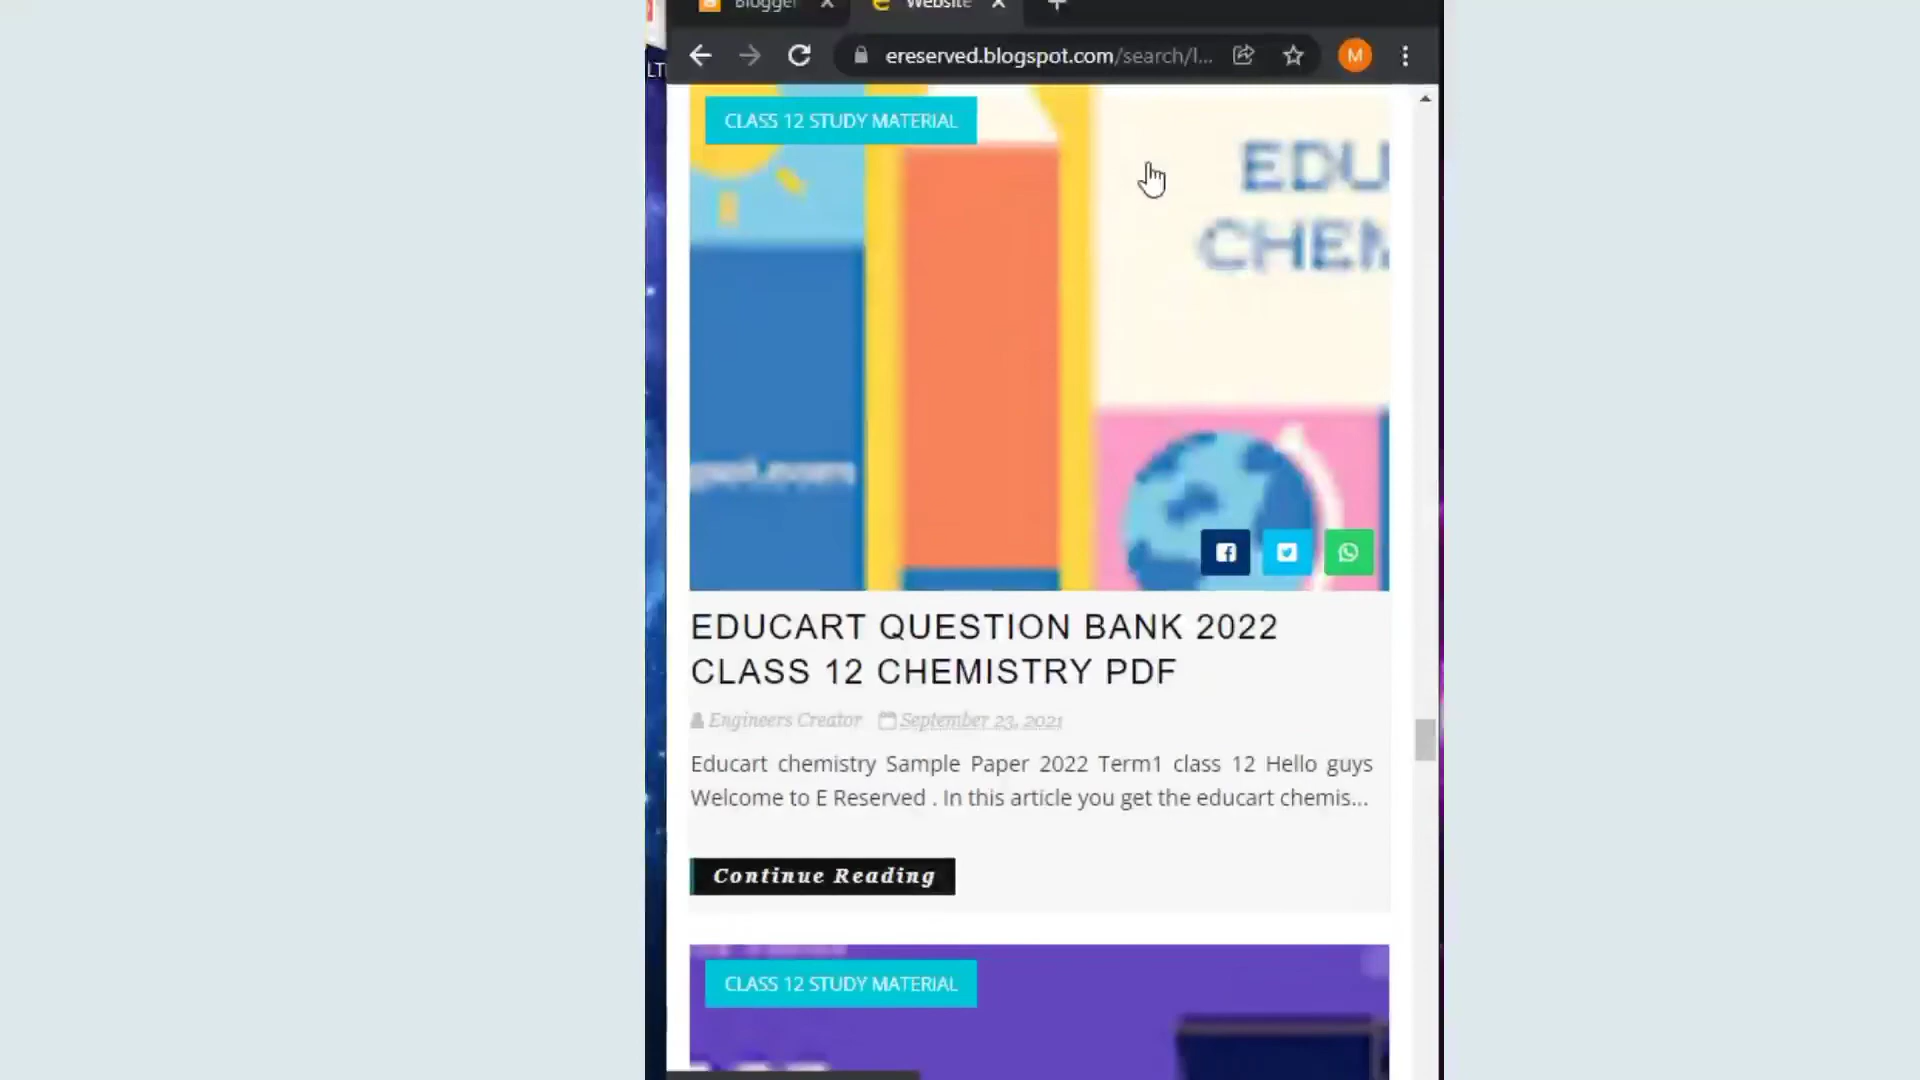 Blogger
Website
LT
ereserved.blogspot.com/search/l...
M
CLASS 12 STUDY MATERIAL
EDU
CHEM
EDUCART QUESTION BANK 2022
CLASS 12 CHEMISTRY PDF
Engineers Creator September 23, 2021
Educart chemistry Sample Paper 2022 Term1 class 12 Hello guys
Welcome to E Reserved . In this article you get the educart chemis...
Continue Reading
CLASS 12 STUDY MATERIAL